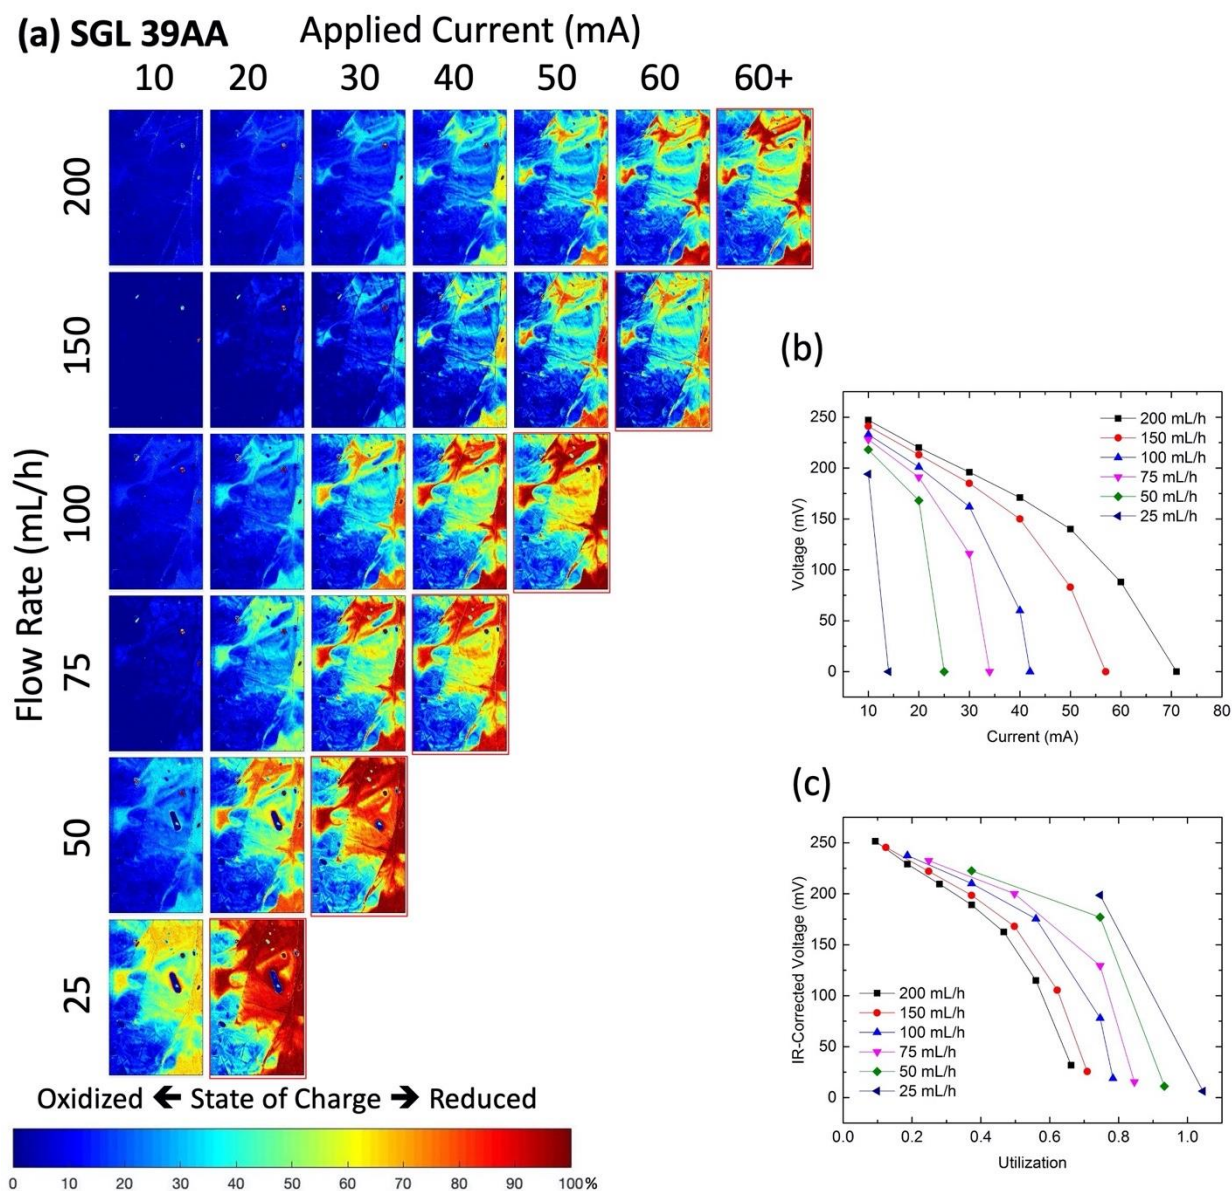 (a) SGL 39AA Applied Current (mA)
10 20 30 40 50 60 60+
Flow Rate (mL/h)
200
150
100
75
50
25
Oxidized 🡰 State of Charge 🡲 Reduced
0 10 20 30 40 50 60 70 80 90 100%
(b)
Voltage (mV)
250
200
150
100
50
0
200 mL/h
150 mL/h
100 mL/h
75 mL/h
50 mL/h
25 mL/h
10 20 30 40 50 60 70 80
Current (mA)
(c)
IR-Corrected Voltage (mV)
250
200
150
100
50
0
200 mL/h
150 mL/h
100 mL/h
75 mL/h
50 mL/h
25 mL/h
0.0 0.2 0.4 0.6 0.8 1.0
Utilization